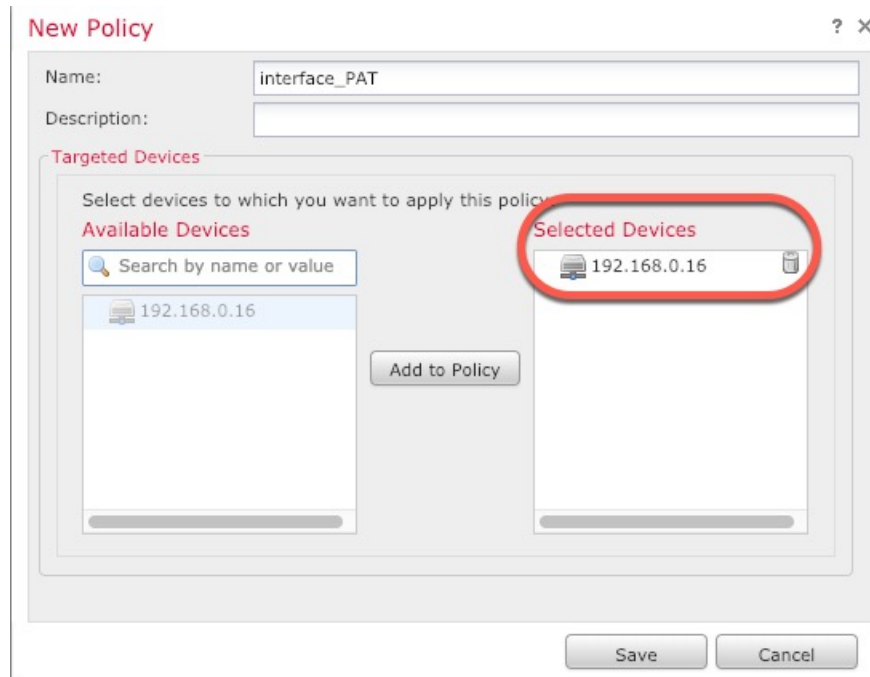 New Policy
?
Name:
interface_PAT
Description:
Targeted Devices
Select devices to which you want to apply this policy
Available Devices
Search by name or value
192.168.0.16
Add to Policy
Selected Devices
192.168.0.16
Save
Cancel